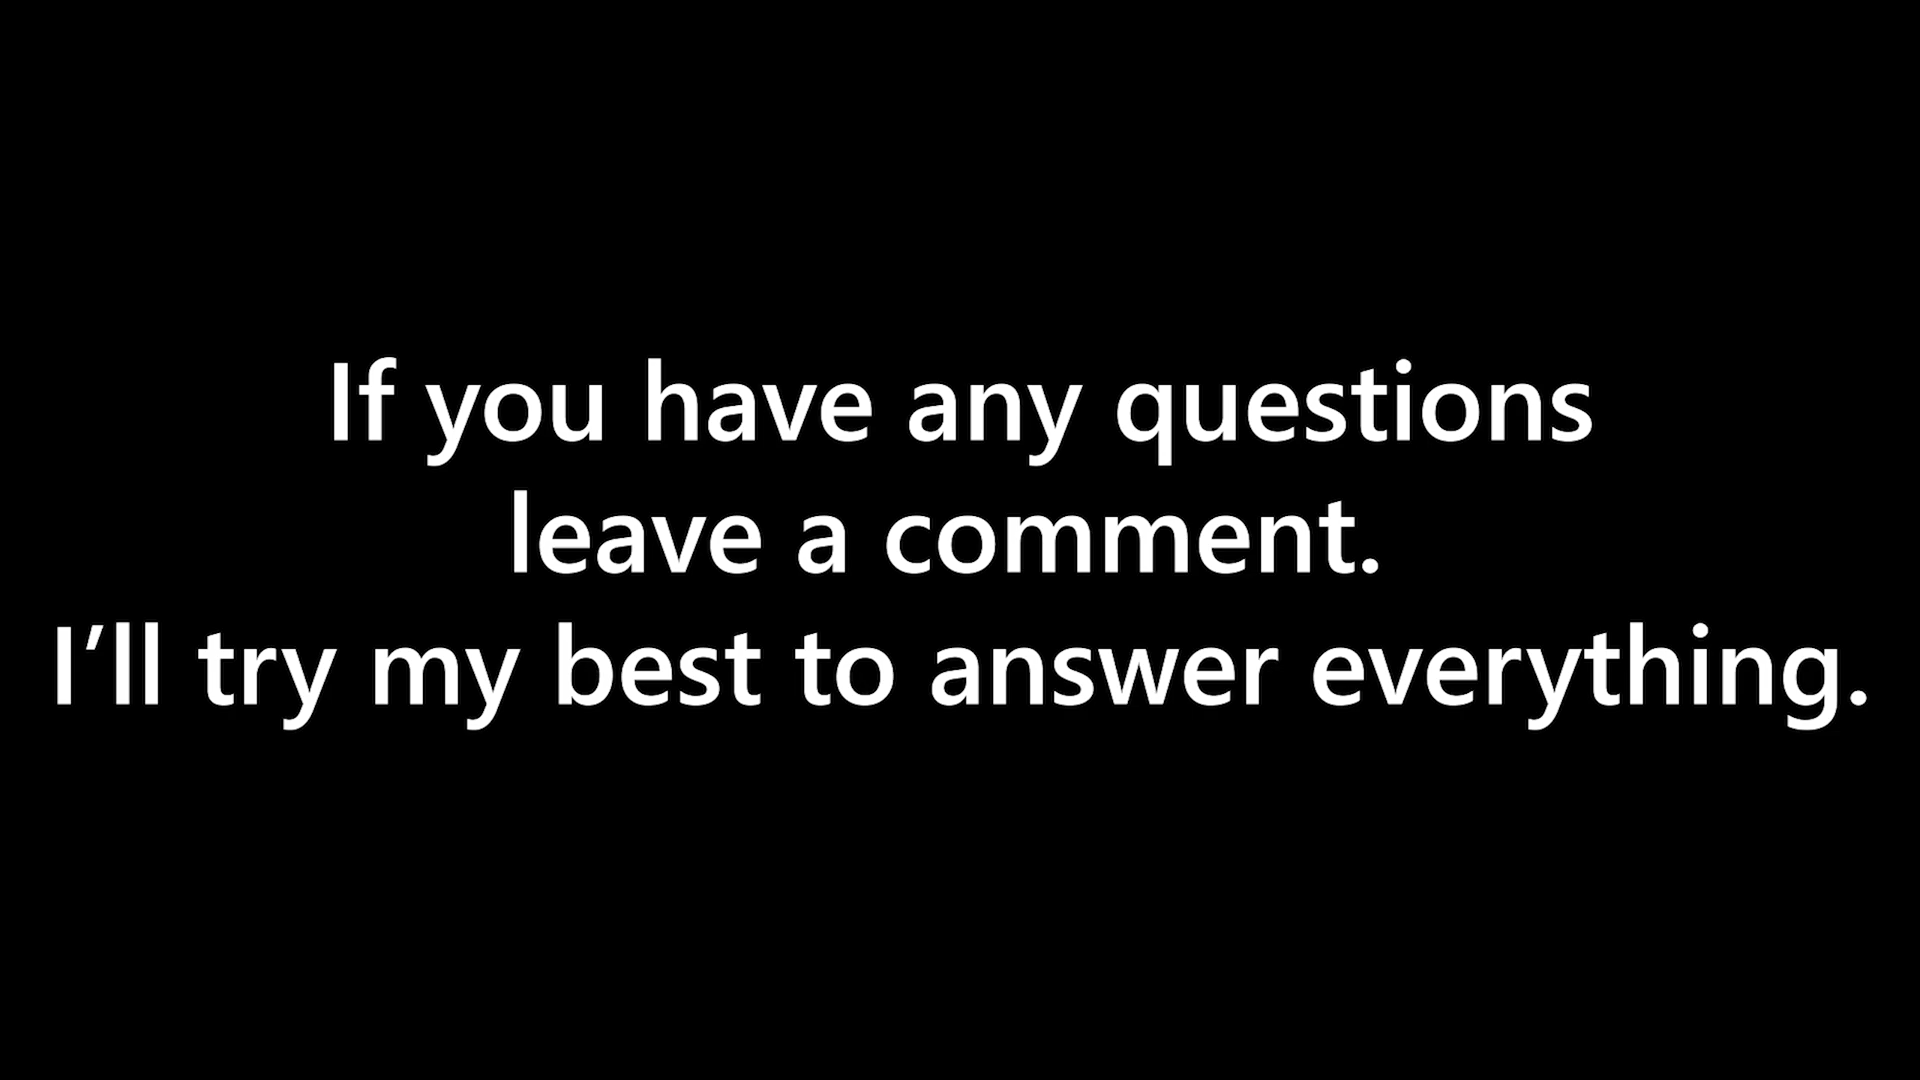 If you have any questions
leave a comment.
I’ll try my best to answer everything.